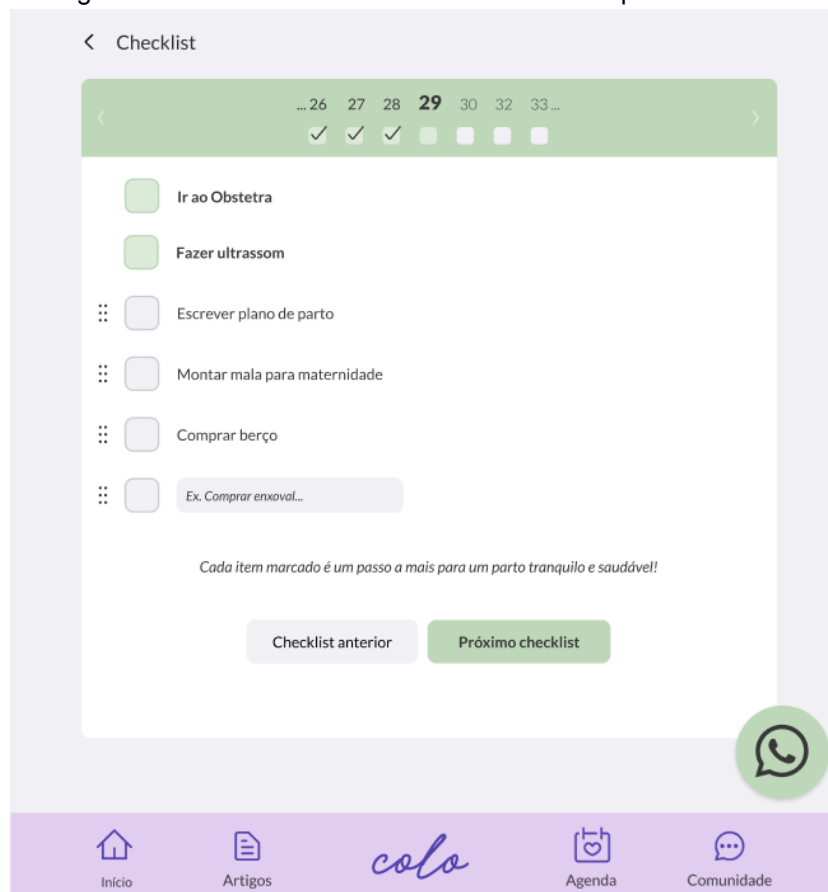 Checklist
... 26 27 28 29 30 32 33 ...
Ir ao Obstetra
Fazer ultrassom
Escrever plano de parto
Montar mala para maternidade
Comprar berço
Ex. Comprar enxoval...
Cada item marcado é um passo a mais para um parto tranquilo e saudável!
Checklist anterior Próximo checklist
Início Artigos colo Agenda Comunidade